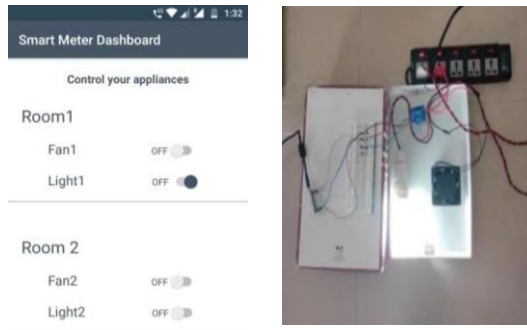 1:32
Smart Meter Dashboard
Control your appliances
Room1
Fan1 OFF
Light1 OFF
Room 2
Fan2 OFF
Light2 OFF